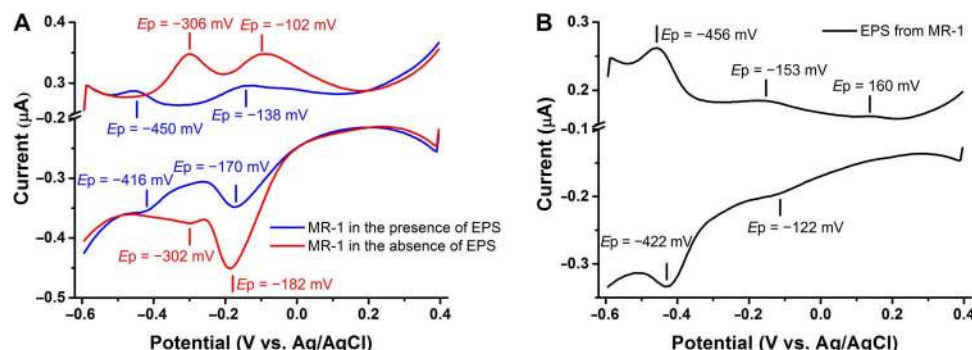 A
Ep = −306 mV
Ep = −102 mV
0.4
0.3
−0.2
Ep = −450 mV
Ep = −138 mV
Ep = −170 mV
Ep = −416 mV
−0.3
−0.4
−0.5
Current (μA)
MR-1 in the presence of EPS
MR-1 in the absence of EPS
Ep = −302 mV
Ep = −182 mV
−0.6 −0.4 −0.2 0.0 0.2 0.4
Potential (V vs. Ag/AgCl)
B
Ep = −456 mV
EPS from MR-1
0.3
Ep = −153 mV
Ep = 160 mV
0.2
−0.1
−0.2
Ep = −422 mV
Ep = −122 mV
−0.3
Current (μA)
−0.6 −0.4 −0.2 0.0 0.2 0.4
Potential (V vs. Ag/AgCl)